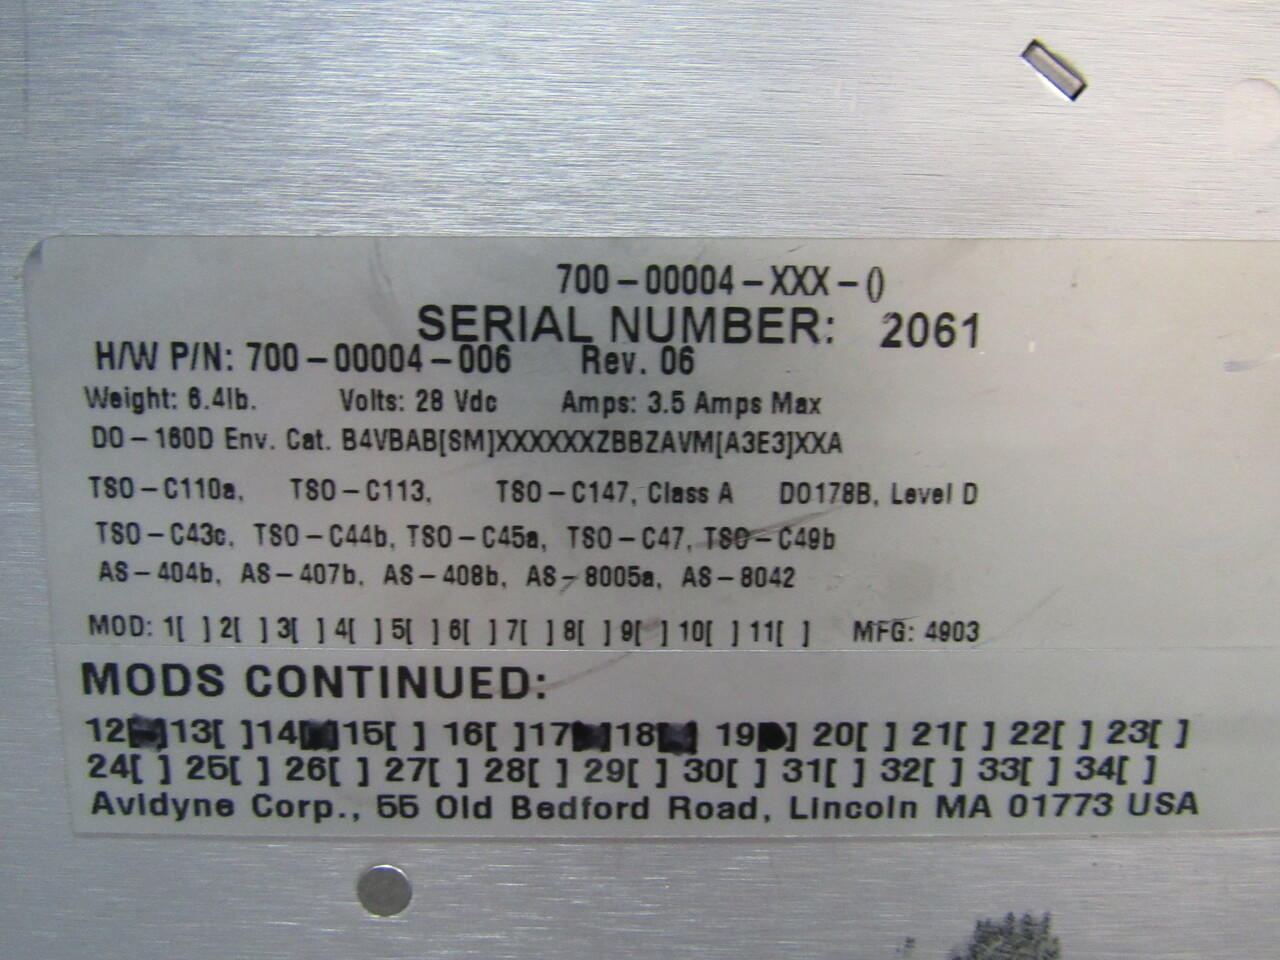 700-00004-XXX-()
SERIAL NUMBER: 2061
H/W P/N: 700-00004-006 Rev. 06
Weight: 6.4lb. Volts: 28 Vdc Amps: 3.5 Amps Max
DO-160D Env. Cat. B4VBAB[SM]XXXXXXZBBZAVM[A3E3]XXA
TSO-C110a, TSO-C113, TSO-C147, Class A DO178B, Level D
TSO-C43c, TSO-C44b, TSO-C45a, TSO-C47, TSO-C49b
AS-404b, AS-407b, AS-408b, AS-8005a, AS-8042
MOD: 1[ ] 2[ ] 3[ ] 4[ ] 5[ ] 6[ ] 7[ ] 8[ ] 9[ ] 10[ ] 11[ ] MFG: 4903
MODS CONTINUED:
12[■]13[ ]14[■]15[ ] 16[ ]17[■]18[■] 19[■] 20[ ] 21[ ] 22[ ] 23[ ]
24[ ] 25[ ] 26[ ] 27[ ] 28[ ] 29[ ] 30[ ] 31[ ] 32[ ] 33[ ] 34[ ]
Avidyne Corp., 55 Old Bedford Road, Lincoln MA 01773 USA